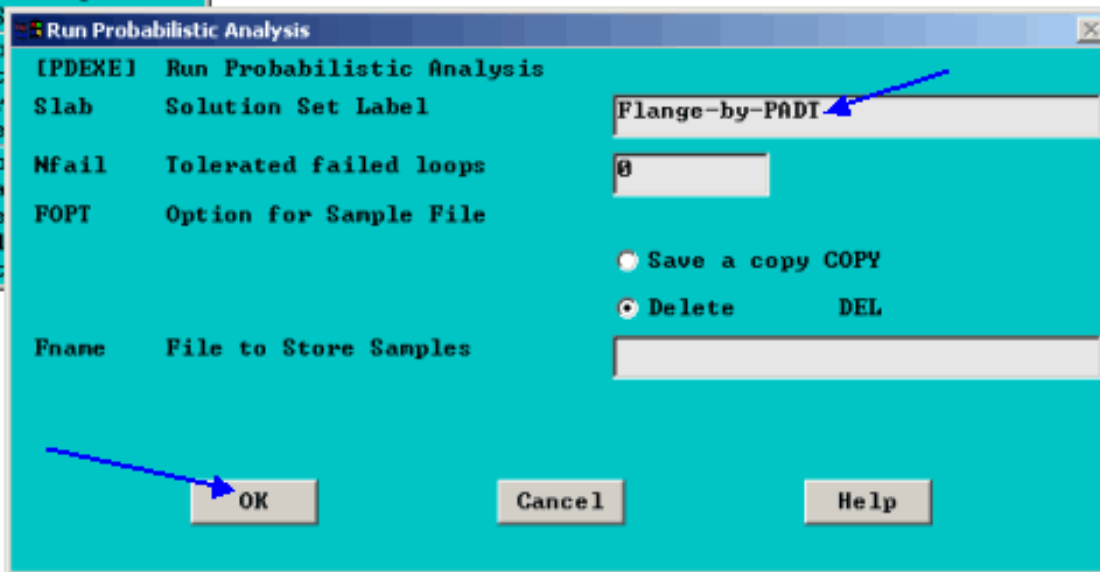 Run Probabilistic Analysis
[PDEXE] Run Probabilistic Analysis
Slab Solution Set Label Flange-by-PADT
Nfail Tolerated failed loops 0
FOPT Option for Sample File
Save a copy COPY
Delete DEL
Fname File to Store Samples
OK Cancel Help